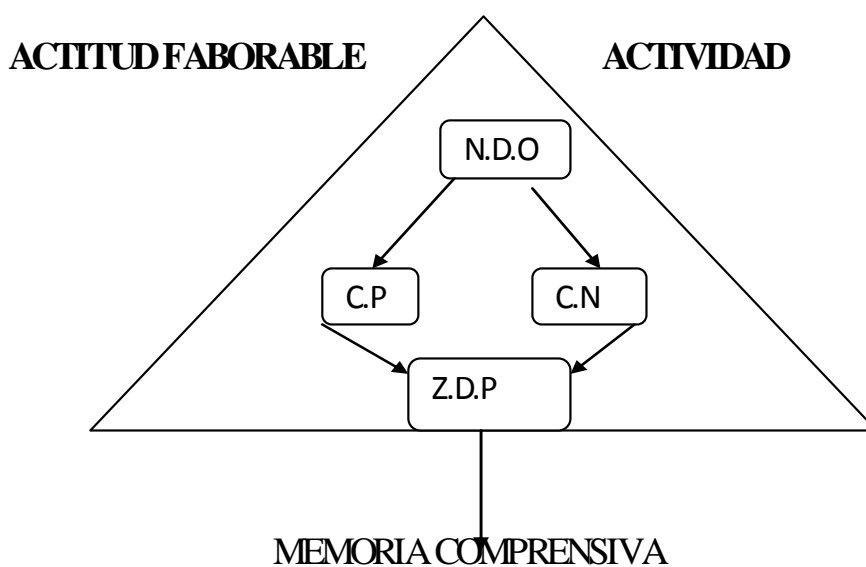 ACTITUD FABORABLE
ACTIVIDAD
N.D.O
C.P
C.N
Z.D.P
MEMORIA COMPRENSIVA